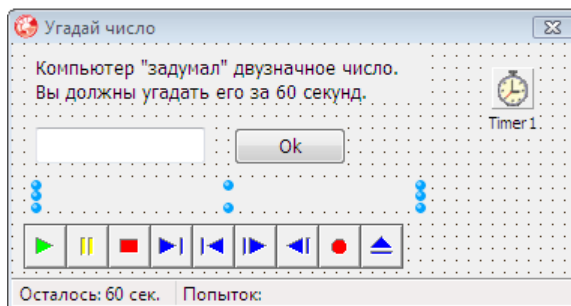 Угадай число
Компьютер "задумал" двузначное число.
Вы должны угадать его за 60 секунд.
Timer1
Ok
Осталось: 60 сек. Попыток: